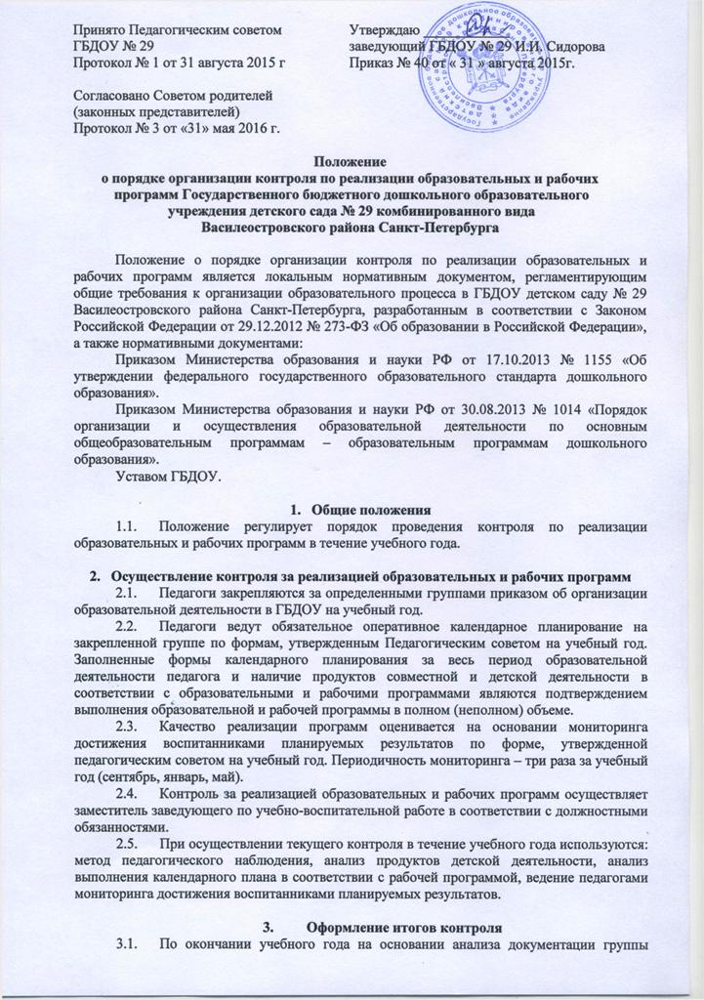 Принято Педагогическим советом
ГБДОУ № 29
Протокол № 1 от 31 августа 2015 г
Утверждаю
заведующий ГБДОУ № 29 И.И. Сидорова
Приказ № 40 от « 31 » августа 2015г.
Согласовано Советом родителей
(законных представителей)
Протокол № 3 от «31» мая 2016 г.
Положение
о порядке организации контроля по реализации образовательных и рабочих
программ Государственного бюджетного дошкольного образовательного
учреждения детского сада № 29 комбинированного вида
Василеостровского района Санкт-Петербурга
Положение о порядке организации контроля по реализации образовательных и
рабочих программ является локальным нормативным документом, регламентирующим
общие требования к организации образовательного процесса в ГБДОУ детском саду № 29
Василеостровского района Санкт-Петербурга, разработанным в соответствии с Законом
Российской Федерации от 29.12.2012 № 273-ФЗ «Об образовании в Российской Федерации»,
а также нормативными документами:
Приказом Министерства образования и науки РФ от 17.10.2013 № 1155 «Об
утверждении федерального государственного образовательного стандарта дошкольного
образования».
Приказом Министерства образования и науки РФ от 30.08.2013 № 1014 «Порядок
организации и осуществления образовательной деятельности по основным
общеобразовательным программам – образовательным программам дошкольного
образования».
Уставом ГБДОУ.
1. Общие положения
1.1. Положение регулирует порядок проведения контроля по реализации
образовательных и рабочих программ в течение учебного года.
2. Осуществление контроля за реализацией образовательных и рабочих программ
2.1. Педагоги закрепляются за определенными группами приказом об организации
образовательной деятельности в ГБДОУ на учебный год.
2.2. Педагоги ведут обязательное оперативное календарное планирование на
закрепленной группе по формам, утвержденным Педагогическим советом на учебный год.
Заполненные формы календарного планирования за весь период образовательной
деятельности педагога и наличие продуктов совместной и детской деятельности в
соответствии с образовательными и рабочими программами являются подтверждением
выполнения образовательной и рабочей программы в полном (неполном) объеме.
2.3. Качество реализации программ оценивается на основании мониторинга
достижения воспитанниками планируемых результатов по форме, утвержденной
педагогическим советом на учебный год. Периодичность мониторинга – три раза за учебный
год (сентябрь, январь, май).
2.4. Контроль за реализацией образовательных и рабочих программ осуществляет
заместитель заведующего по учебно-воспитательной работе в соответствии с должностными
обязанностями.
2.5. При осуществлении текущего контроля в течение учебного года используются:
метод педагогического наблюдения, анализ продуктов детской деятельности, анализ
выполнения календарного плана в соответствии с рабочей программой, ведение педагогами
мониторинга достижения воспитанниками планируемых результатов.
3. Оформление итогов контроля
3.1. По окончании учебного года на основании анализа документации группы